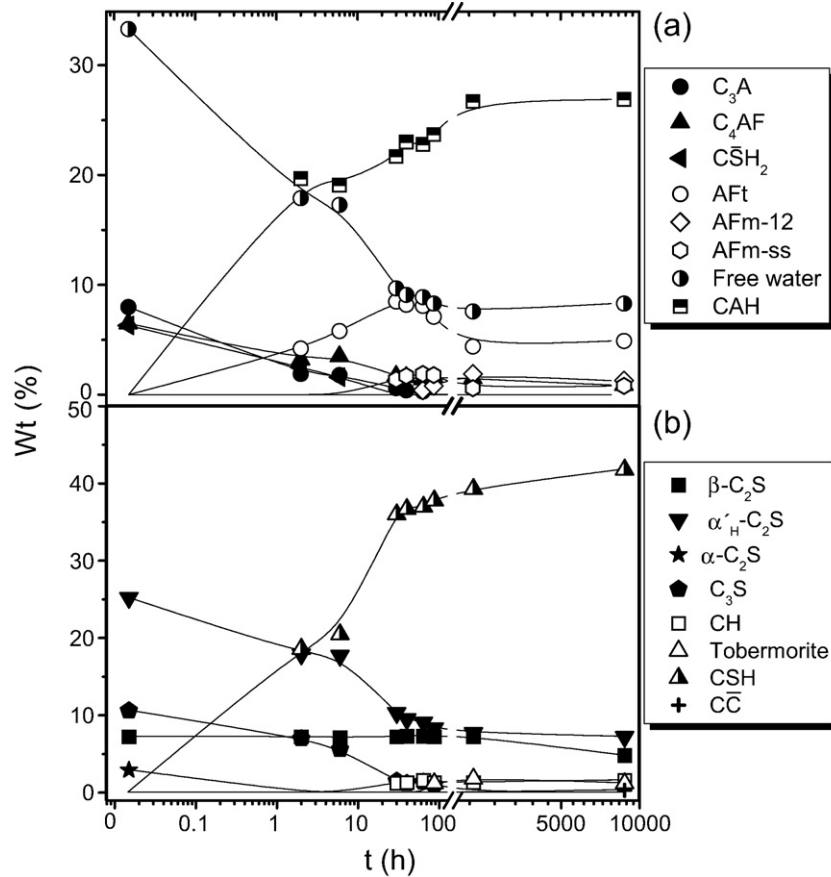 (a)
30
20
10
0
C₃A
C₄AF
CS̄H₂
AFt
AFm-12
AFm-ss
Free water
CAH
Wt (%)
(b)
50
40
30
20
10
0
β-C₂S
α´H-C₂S
α-C₂S
C₃S
CH
Tobermorite
CSH
CC̄
0 0.1 1 10 100 5000 10000
t (h)